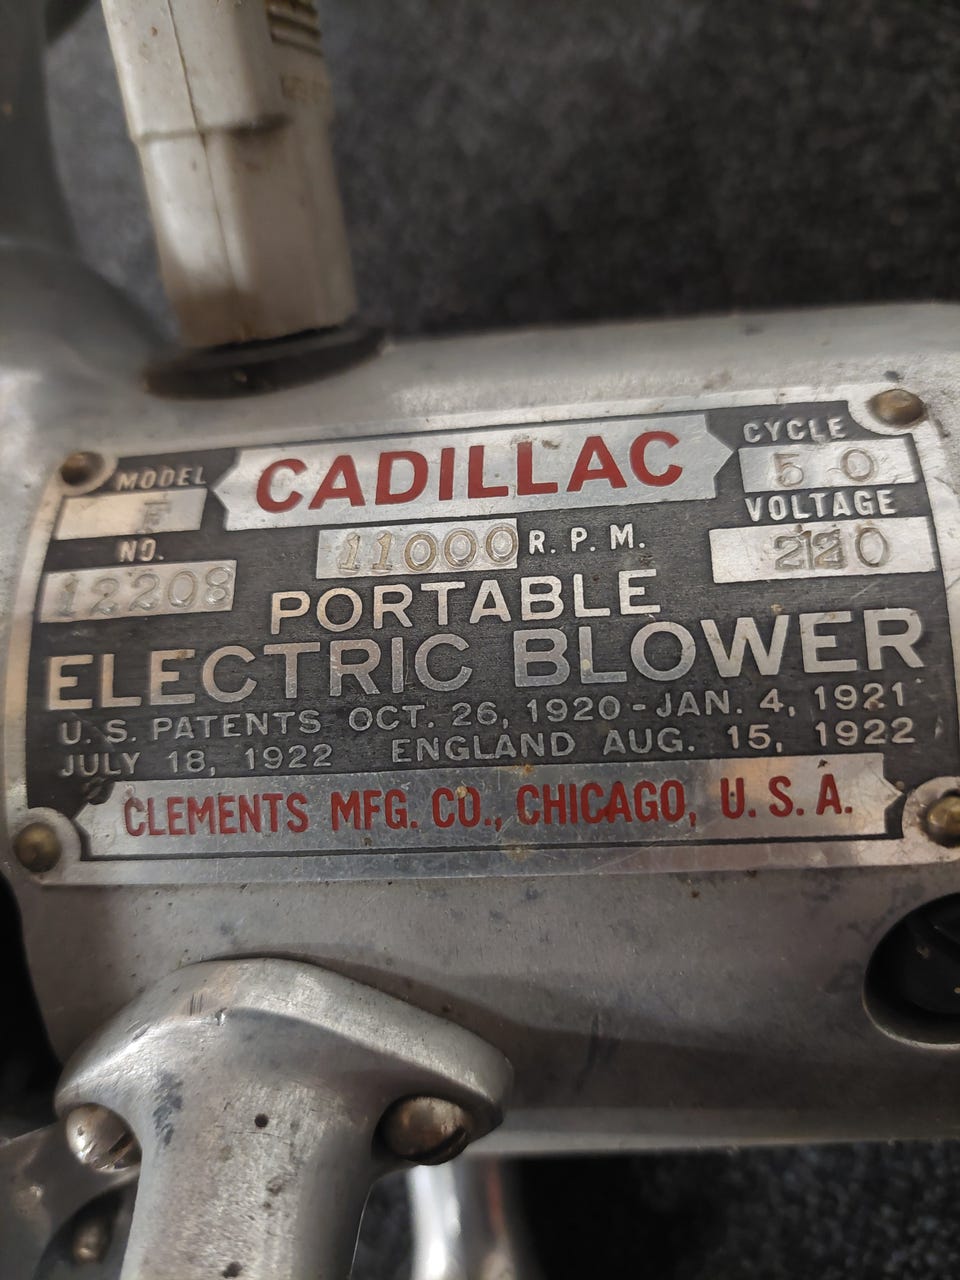 MODEL
F
CADILLAC
CYCLE
50
NO.
12208
11000 R. P. M.
VOLTAGE
220
PORTABLE
ELECTRIC BLOWER
U. S. PATENTS OCT. 26, 1920 - JAN. 4, 1921
JULY 18, 1922 ENGLAND AUG. 15, 1922
CLEMENTS MFG. CO., CHICAGO, U. S. A.